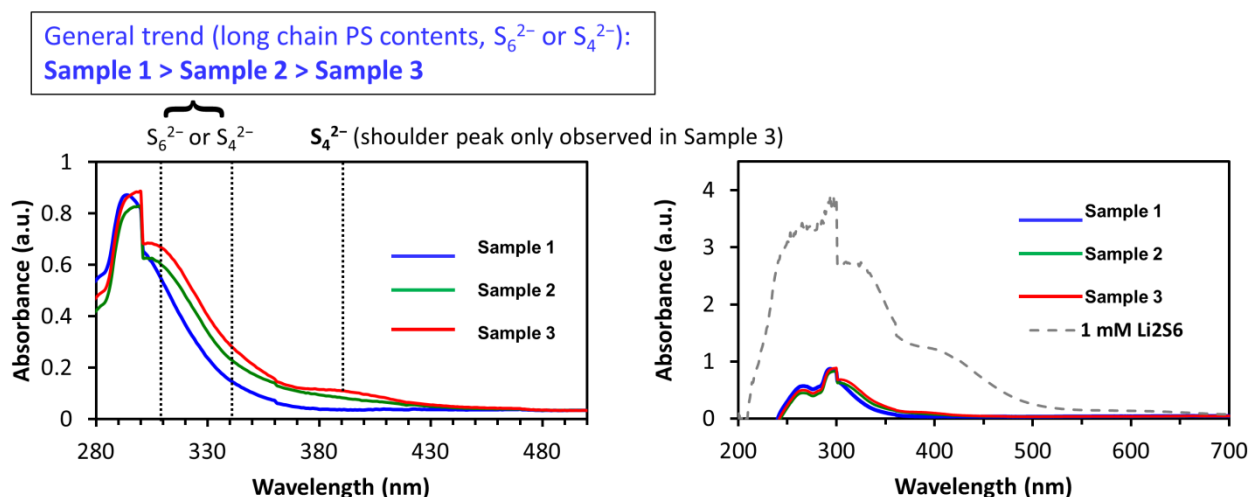 General trend (long chain PS contents, S₆²⁻ or S₄²⁻):
Sample 1 > Sample 2 > Sample 3
S₆²⁻ or S₄²⁻
S₄²⁻ (shoulder peak only observed in Sample 3)
1
0.8
0.6
0.4
0.2
0
Absorbance (a.u.)
Sample 1
Sample 2
Sample 3
280
330
380
430
480
Wavelength (nm)
4
3
2
1
0
Absorbance (a.u.)
Sample 1
Sample 2
Sample 3
1 mM Li2S6
200
300
400
500
600
700
Wavelength (nm)